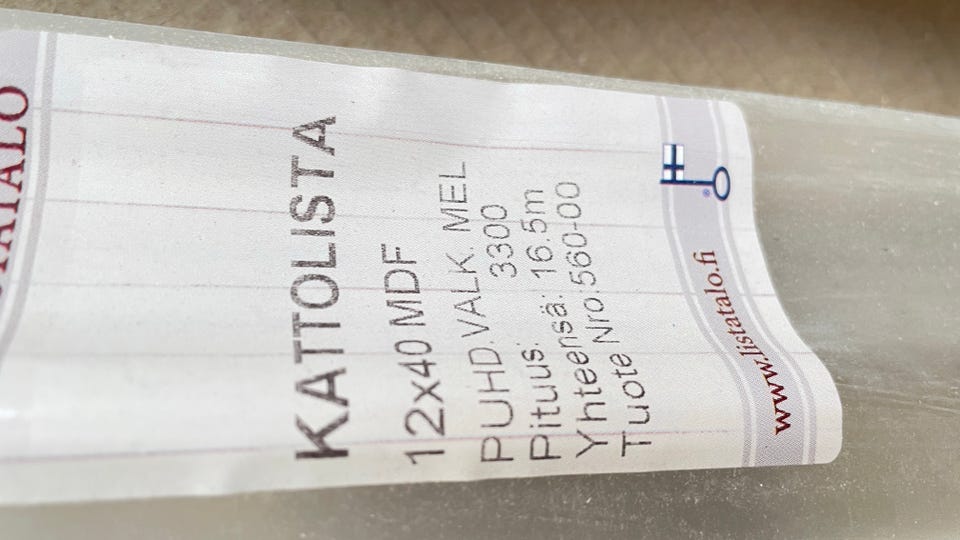 KATTOLISTA
12x40 MDF
PUHD.VALK. MEL
Pituus: 3300
Yhteensä: 16.5m
Tuote Nro:560-00
www.listatalo.fi